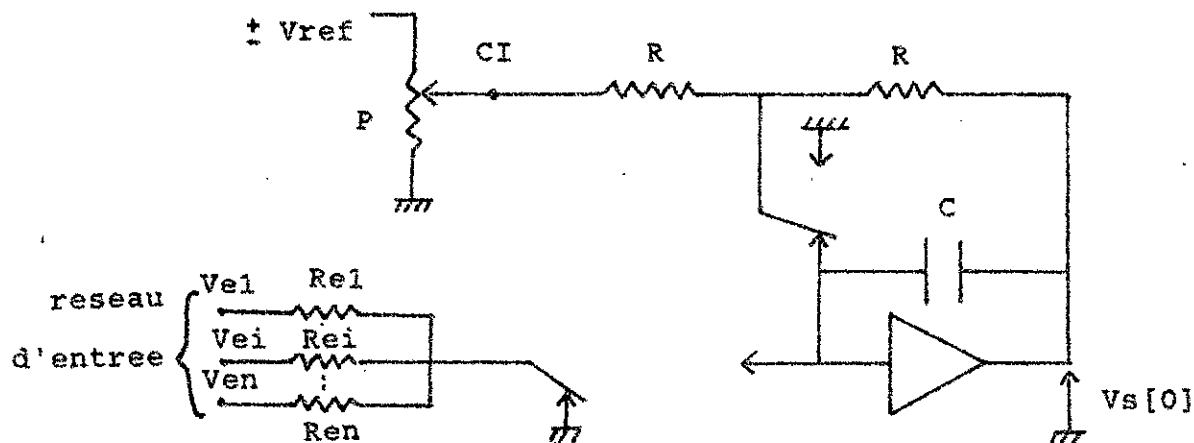 ± Vref
CI
R
R
P
C
reseau
d'entree
Ve1
Re1
Vei
Rei
Ven
Ren
Vs[0]